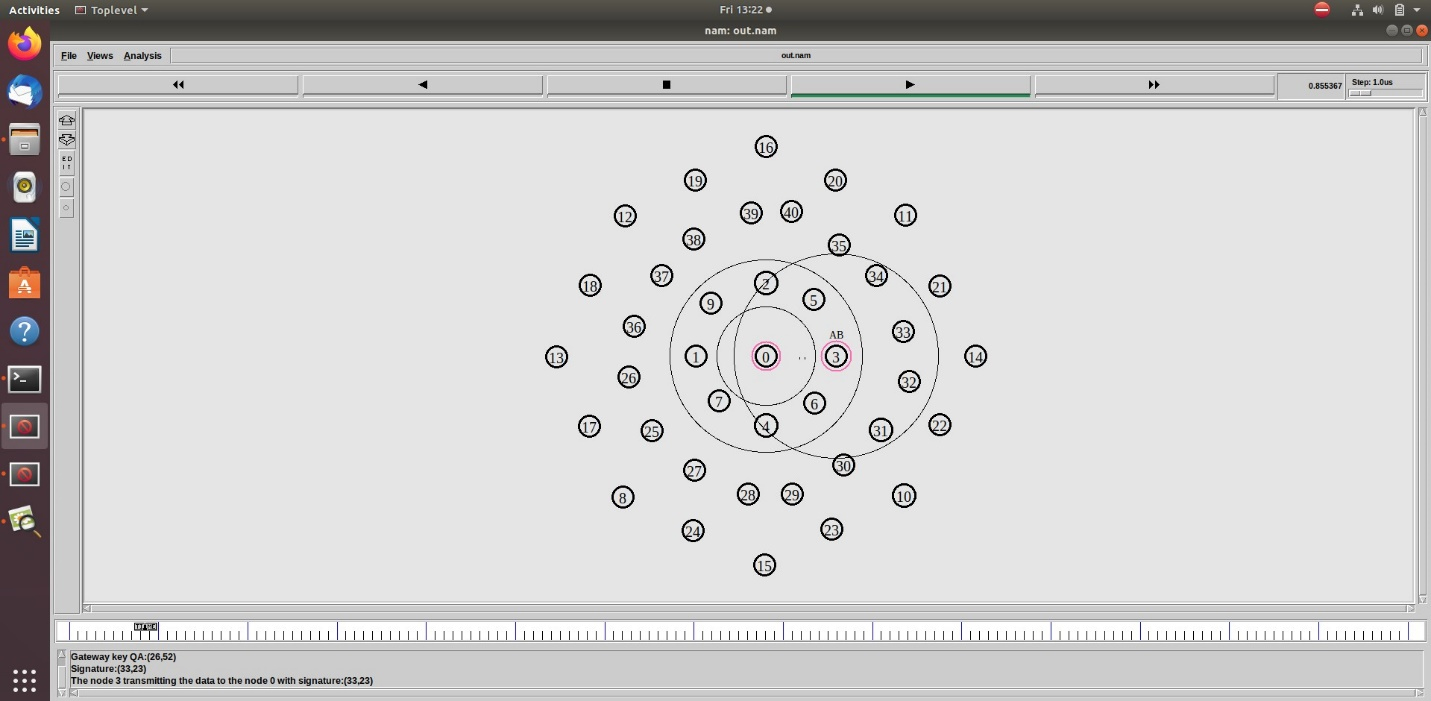 Activities Toplevel Fri 13:22
nam: out.nam
File Views Analysis out.nam
0.855367 Step: 1.0us
E D
I T
16
19 20
12 39 40 11
38 35
37 34
18 2 21
9 5
36 33
AB
13 1 0 3 14
26 32
7 6
17 25 4 31 22
27 30
8 28 29 10
24 23
15
Gateway key QA:(26,52)
Signature:(33,23)
The node 3 transmitting the data to the node 0 with signature:(33,23)